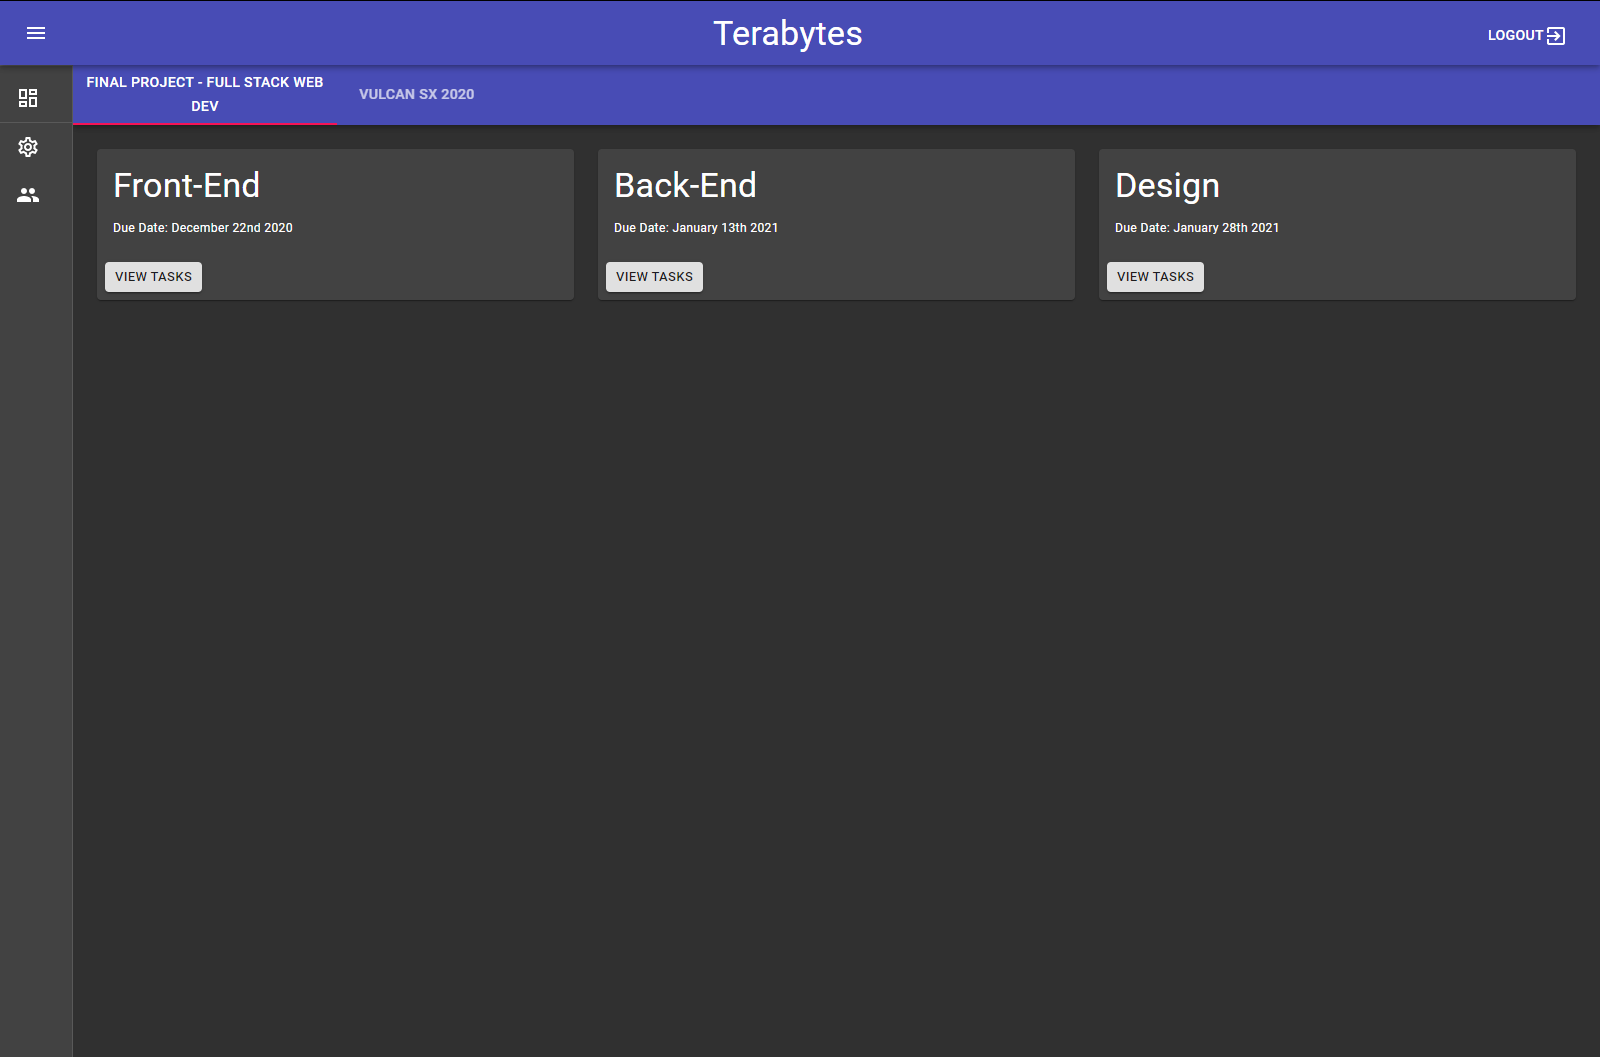 Terabytes
LOGOUT
FINAL PROJECT - FULL STACK WEB
DEV
VULCAN SX 2020
Front-End
Due Date: December 22nd 2020
VIEW TASKS
Back-End
Due Date: January 13th 2021
VIEW TASKS
Design
Due Date: January 28th 2021
VIEW TASKS